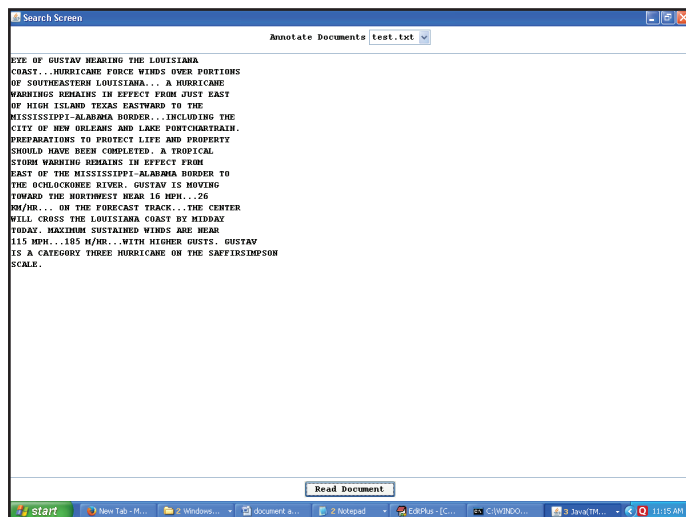 Search Screen
Annotate Documents test.txt
EYE OF GUSTAV NEARING THE LOUISIANA
COAST...HURRICANE FORCE WINDS OVER PORTIONS
OF SOUTHEASTERN LOUISIANA... A HURRICANE
WARNINGS REMAINS IN EFFECT FROM JUST EAST
OF HIGH ISLAND TEXAS EASTWARD TO THE
MISSISSIPPI-ALABAMA BORDER...INCLUDING THE
CITY OF NEW ORLEANS AND LAKE PONTCHARTRAIN.
PREPARATIONS TO PROTECT LIFE AND PROPERTY
SHOULD HAVE BEEN COMPLETED. A TROPICAL
STORM WARNING REMAINS IN EFFECT FROM
EAST OF THE MISSISSIPPI-ALABAMA BORDER TO
THE OCHLOCKONEE RIVER. GUSTAV IS MOVING
TOWARD THE NORTHWEST NEAR 16 MPH...26
KM/HR... ON THE FORECAST TRACK...THE CENTER
WILL CROSS THE LOUISIANA COAST BY MIDDAY
TODAY. MAXIMUM SUSTAINED WINDS ARE NEAR
115 MPH...185 M/HR...WITH HIGHER GUSTS. GUSTAV
IS A CATEGORY THREE HURRICANE ON THE SAFFIRSIMPSON
SCALE.
Read Document
start New Tab - M... 2 Windows... document a... 2 Notepad EditPlus - [C... C:\WINDO... 3 Java(TM... 11:15 AM